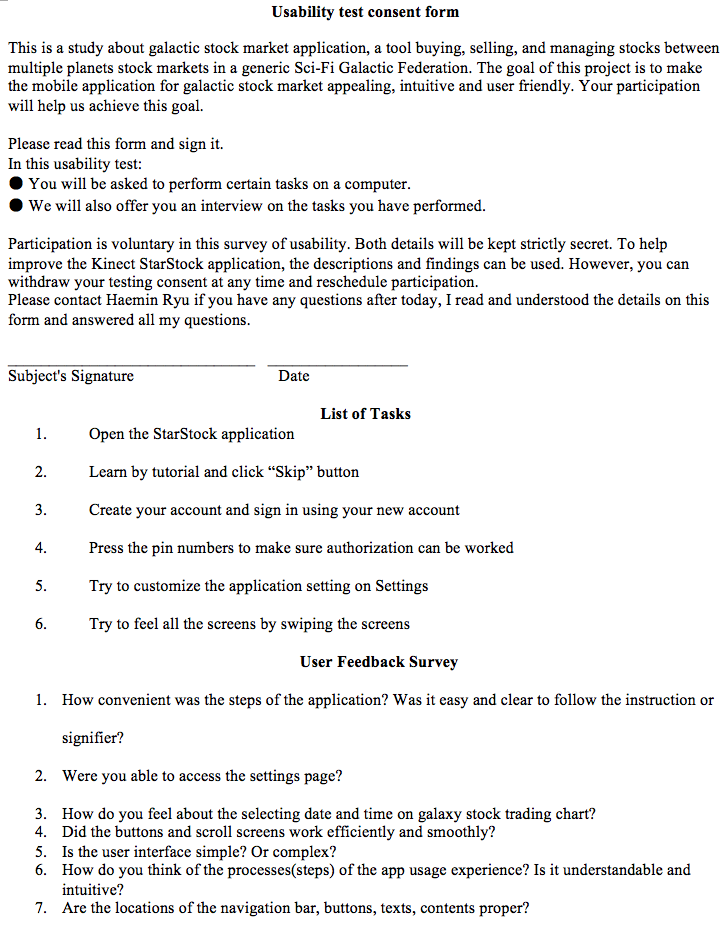 Usability test consent form
This is a study about galactic stock market application, a tool buying, selling, and managing stocks between
multiple planets stock markets in a generic Sci-Fi Galactic Federation. The goal of this project is to make
the mobile application for galactic stock market appealing, intuitive and user friendly. Your participation
will help us achieve this goal.
Please read this form and sign it.
In this usability test:
● You will be asked to perform certain tasks on a computer.
● We will also offer you an interview on the tasks you have performed.
Participation is voluntary in this survey of usability. Both details will be kept strictly secret. To help
improve the Kinect StarStock application, the descriptions and findings can be used. However, you can
withdraw your testing consent at any time and reschedule participation.
Please contact Haemin Ryu if you have any questions after today, I read and understood the details on this
form and answered all my questions.
Subject's Signature Date
List of Tasks
1. Open the StarStock application
2. Learn by tutorial and click “Skip” button
3. Create your account and sign in using your new account
4. Press the pin numbers to make sure authorization can be worked
5. Try to customize the application setting on Settings
6. Try to feel all the screens by swiping the screens
User Feedback Survey
1. How convenient was the steps of the application? Was it easy and clear to follow the instruction or
signifier?
2. Were you able to access the settings page?
3. How do you feel about the selecting date and time on galaxy stock trading chart?
4. Did the buttons and scroll screens work efficiently and smoothly?
5. Is the user interface simple? Or complex?
6. How do you think of the processes(steps) of the app usage experience? Is it understandable and
intuitive?
7. Are the locations of the navigation bar, buttons, texts, contents proper?